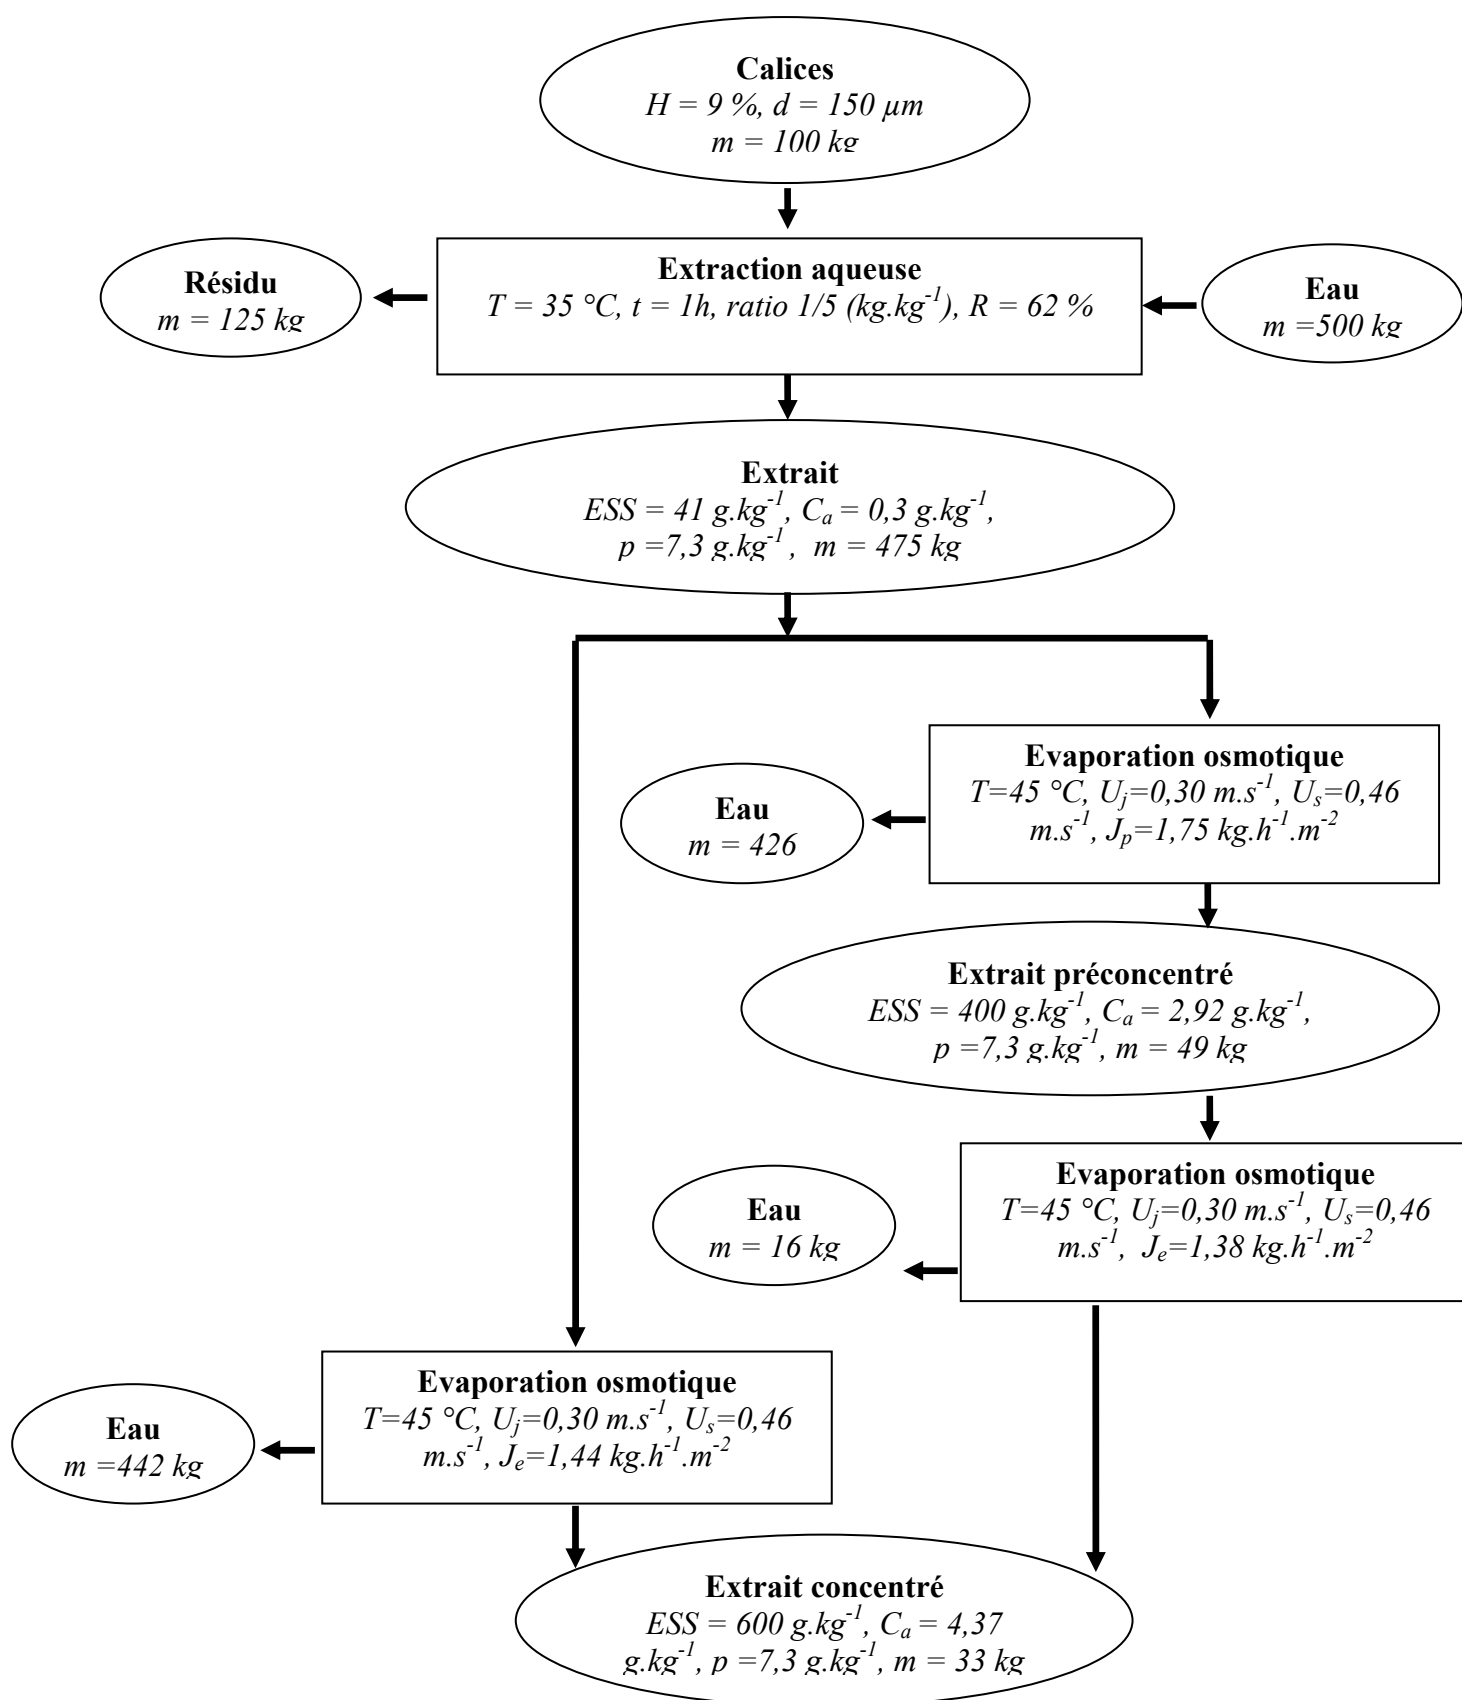 Calices
H = 9 %, d = 150 µm
m = 100 kg
Extraction aqueuse
T = 35 °C, t = 1h, ratio 1/5 (kg.kg⁻¹), R = 62 %
Résidu
m = 125 kg
Eau
m =500 kg
Extrait
ESS = 41 g.kg⁻¹, Cₐ = 0,3 g.kg⁻¹,
p =7,3 g.kg⁻¹, m = 475 kg
Evaporation osmotique
T=45 °C, Uⱼ=0,30 m.s⁻¹, Uₛ=0,46
m.s⁻¹, Jₚ=1,75 kg.h⁻¹.m⁻²
Eau
m = 426
Extrait préconcentré
ESS = 400 g.kg⁻¹, Cₐ = 2,92 g.kg⁻¹,
p =7,3 g.kg⁻¹, m = 49 kg
Evaporation osmotique
T=45 °C, Uⱼ=0,30 m.s⁻¹, Uₛ=0,46
m.s⁻¹, Jₑ=1,38 kg.h⁻¹.m⁻²
Eau
m = 16 kg
Evaporation osmotique
T=45 °C, Uⱼ=0,30 m.s⁻¹, Uₛ=0,46
m.s⁻¹, Jₑ=1,44 kg.h⁻¹.m⁻²
Eau
m =442 kg
Extrait concentré
ESS = 600 g.kg⁻¹, Cₐ = 4,37
g.kg⁻¹, p =7,3 g.kg⁻¹, m = 33 kg